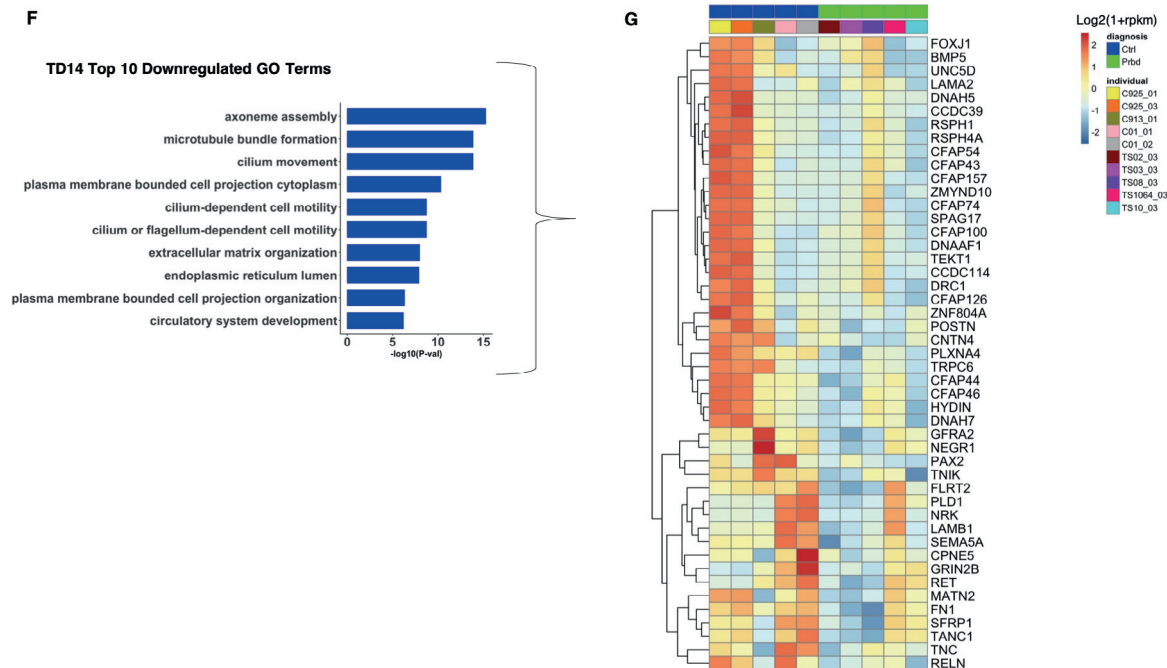 F
TD14 Top 10 Downregulated GO Terms
axoneme assembly
microtubule bundle formation
cilium movement
plasma membrane bounded cell projection cytoplasm
cilium-dependent cell motility
cilium or flagellum-dependent cell motility
extracellular matrix organization
endoplasmic reticulum lumen
plasma membrane bounded cell projection organization
circulatory system development
0 5 10 15
-log10(P-val)
G
FOXJ1
BMP5
UNC5D
LAMA2
DNAH5
CCDC39
RSPH1
RSPH4A
CFAP54
CFAP43
CFAP157
ZMYND10
CFAP74
SPAG17
CFAP100
DNAAF1
TEKT1
CCDC114
DRC1
CFAP126
ZNF804A
POSTN
CNTN4
PLXNA4
TRPC6
CFAP44
CFAP46
HYDIN
DNAH7
GFRA2
NEGR1
PAX2
TNIK
FLRT2
PLD1
NRK
LAMB1
SEMA5A
CPNE5
GRIN2B
RET
MATN2
FN1
SFRP1
TANC1
TNC
RELN
Log2(1+rpkm)
2
1
0
-1
-2
diagnosis
Ctrl
Prbd
individual
C925_01
C925_03
C913_01
C01_01
C01_02
TS02_03
TS03_03
TS08_03
TS1064_03
TS10_03